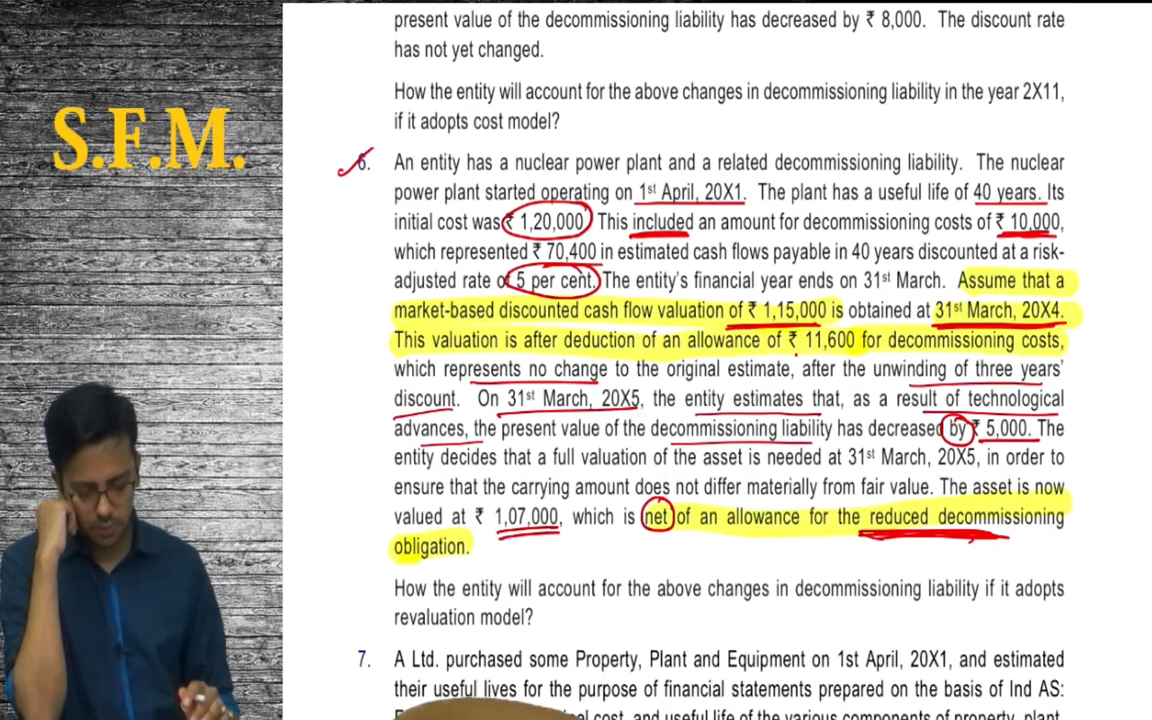 present value of the decommissioning liability has decreased by ₹ 8,000. The discount rate
has not yet changed.
How the entity will account for the above changes in decommissioning liability in the year 2X11,
if it adopts cost model?
S.F.M.
6. An entity has a nuclear power plant and a related decommissioning liability. The nuclear
power plant started operating on 1st April, 20X1. The plant has a useful life of 40 years. Its
initial cost was ₹ 1,20,000. This included an amount for decommissioning costs of ₹ 10,000,
which represented ₹ 70,400 in estimated cash flows payable in 40 years discounted at a risk-
adjusted rate of 5 per cent. The entity's financial year ends on 31st March. Assume that a
market-based discounted cash flow valuation of ₹ 1,15,000 is obtained at 31st March, 20X4.
This valuation is after deduction of an allowance of ₹ 11,600 for decommissioning costs,
which represents no change to the original estimate, after the unwinding of three years'
discount. On 31st March, 20X5, the entity estimates that, as a result of technological
advances, the present value of the decommissioning liability has decreased by ₹ 5,000. The
entity decides that a full valuation of the asset is needed at 31st March, 20X5, in order to
ensure that the carrying amount does not differ materially from fair value. The asset is now
valued at ₹ 1,07,000, which is net of an allowance for the reduced decommissioning
obligation.
How the entity will account for the above changes in decommissioning liability if it adopts
revaluation model?
7. A Ltd. purchased some Property, Plant and Equipment on 1st April, 20X1, and estimated
their useful lives for the purpose of financial statements prepared on the basis of Ind AS:
cost, and useful life of the various components of property, plant,